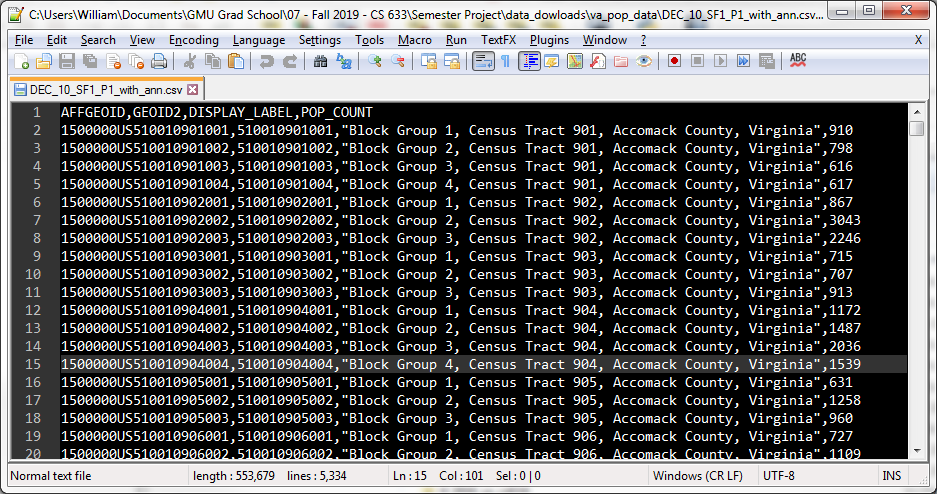 C:\Users\William\Documents\GMU Grad School\07 - Fall 2019 - CS 633\Semester Project\data_dowloads\va_pop_data\DEC_10_SF1_P1_with_ann.csv...
File Edit Search View Encoding Language Settings Tools Macro Run TextFX Plugins Window ? X
ABC
DEC_10_SF1_P1_with_ann.csv
1 AFFGEOID,GEOID2,DISPLAY_LABEL,POP_COUNT
2 1500000US510010901001,510010901001,"Block Group 1, Census Tract 901, Accomack County, Virginia",910
3 1500000US510010901002,510010901002,"Block Group 2, Census Tract 901, Accomack County, Virginia",798
4 1500000US510010901003,510010901003,"Block Group 3, Census Tract 901, Accomack County, Virginia",616
5 1500000US510010901004,510010901004,"Block Group 4, Census Tract 901, Accomack County, Virginia",617
6 1500000US510010902001,510010902001,"Block Group 1, Census Tract 902, Accomack County, Virginia",867
7 1500000US510010902002,510010902002,"Block Group 2, Census Tract 902, Accomack County, Virginia",3043
8 1500000US510010902003,510010902003,"Block Group 3, Census Tract 902, Accomack County, Virginia",2246
9 1500000US510010903001,510010903001,"Block Group 1, Census Tract 903, Accomack County, Virginia",715
10 1500000US510010903002,510010903002,"Block Group 2, Census Tract 903, Accomack County, Virginia",707
11 1500000US510010903003,510010903003,"Block Group 3, Census Tract 903, Accomack County, Virginia",913
12 1500000US510010904001,510010904001,"Block Group 1, Census Tract 904, Accomack County, Virginia",1172
13 1500000US510010904002,510010904002,"Block Group 2, Census Tract 904, Accomack County, Virginia",1487
14 1500000US510010904003,510010904003,"Block Group 3, Census Tract 904, Accomack County, Virginia",2036
15 1500000US510010904004,510010904004,"Block Group 4, Census Tract 904, Accomack County, Virginia",1539
16 1500000US510010905001,510010905001,"Block Group 1, Census Tract 905, Accomack County, Virginia",631
17 1500000US510010905002,510010905002,"Block Group 2, Census Tract 905, Accomack County, Virginia",1258
18 1500000US510010905003,510010905003,"Block Group 3, Census Tract 905, Accomack County, Virginia",960
19 1500000US510010906001,510010906001,"Block Group 1, Census Tract 906, Accomack County, Virginia",727
20 1500000US510010906002,510010906002,"Block Group 2, Census Tract 906, Accomack County, Virginia",1109
Normal text file length : 553,679 lines : 5,334 Ln : 15 Col : 101 Sel : 0 | 0 Windows (CR LF) UTF-8 INS